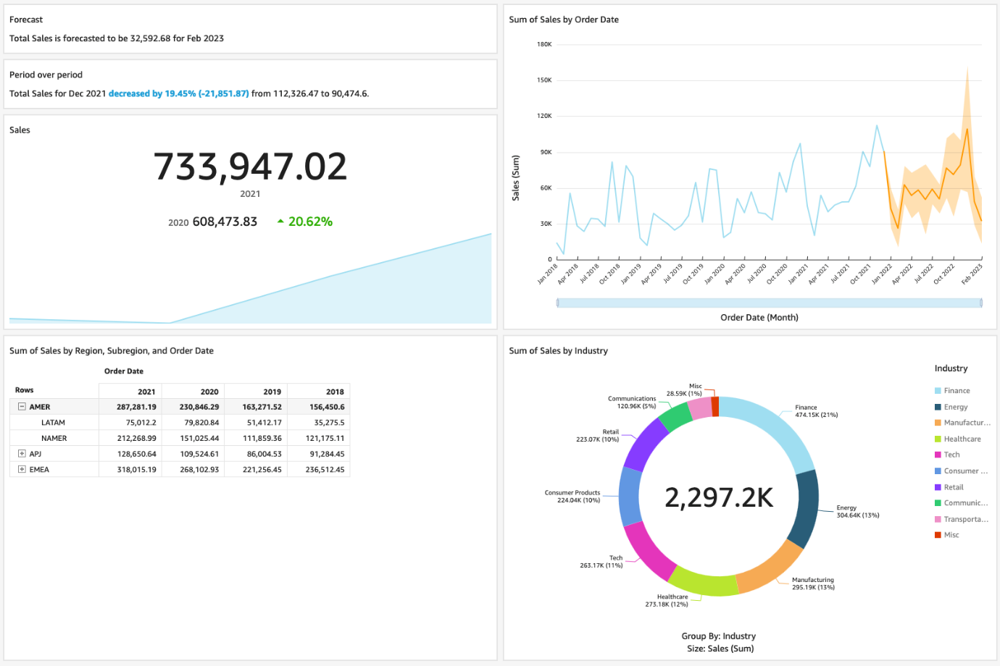 Forecast
Total Sales is forecasted to be 32,592.68 for Feb 2023
Period over period
Total Sales for Dec 2021 decreased by 19.45% (-21,851.87) from 112,326.47 to 90,474.6.
Sales
733,947.02
2021
2020 608,473.83 20.62%
Sum of Sales by Order Date
180K
150K
120K
90K
60K
30K
0
Sales (Sum)
Jan 2018 Apr 2018 Jul 2018 Oct 2018 Jan 2019 Apr 2019 Jul 2019 Oct 2019 Jan 2020 Apr 2020 Jul 2020 Oct 2020 Jan 2021 Apr 2021 Jul 2021 Oct 2021 Jan 2022 Apr 2022 Jul 2022 Oct 2022 Feb 2023
Order Date (Month)
Sum of Sales by Region, Subregion, and Order Date
Order Date
Rows 2021 2020 2019 2018
AMER 287,281.19 230,846.29 163,271.52 156,450.6
LATAM 75,012.2 79,820.84 51,412.17 35,275.5
NAMER 212,268.99 151,025.44 111,859.36 121,175.11
APJ 128,650.64 109,524.61 86,004.53 91,284.45
EMEA 318,015.19 268,102.93 221,256.45 236,512.45
Sum of Sales by Industry
Misc
28.59K (1%)
Communications
120.96K (5%)
Retail
223.07K (10%)
Consumer Products
224.04K (10%)
Tech
263.17K (11%)
Healthcare
273.18K (12%)
Manufacturing
295.19K (13%)
Energy
304.64K (13%)
Finance
474.15K (21%)
2,297.2K
Group By: Industry
Size: Sales (Sum)
Industry
Finance
Energy
Manufactur...
Healthcare
Tech
Consumer ...
Retail
Communic...
Transporta...
Misc